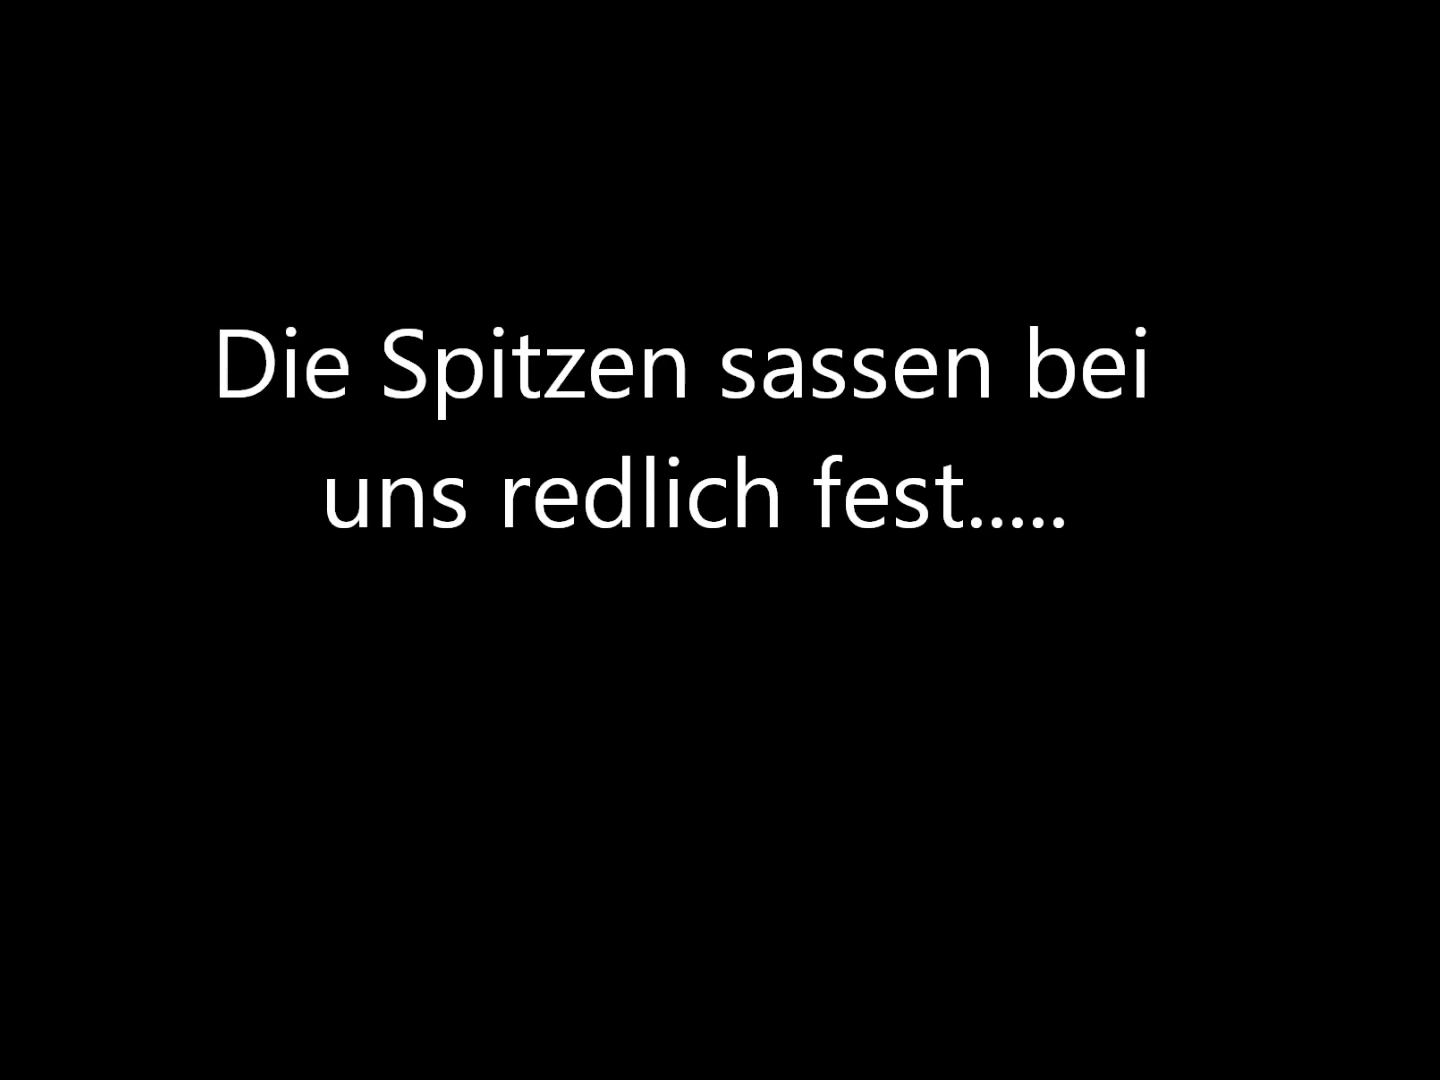 Die Spitzen sassen bei
uns redlich fest.....